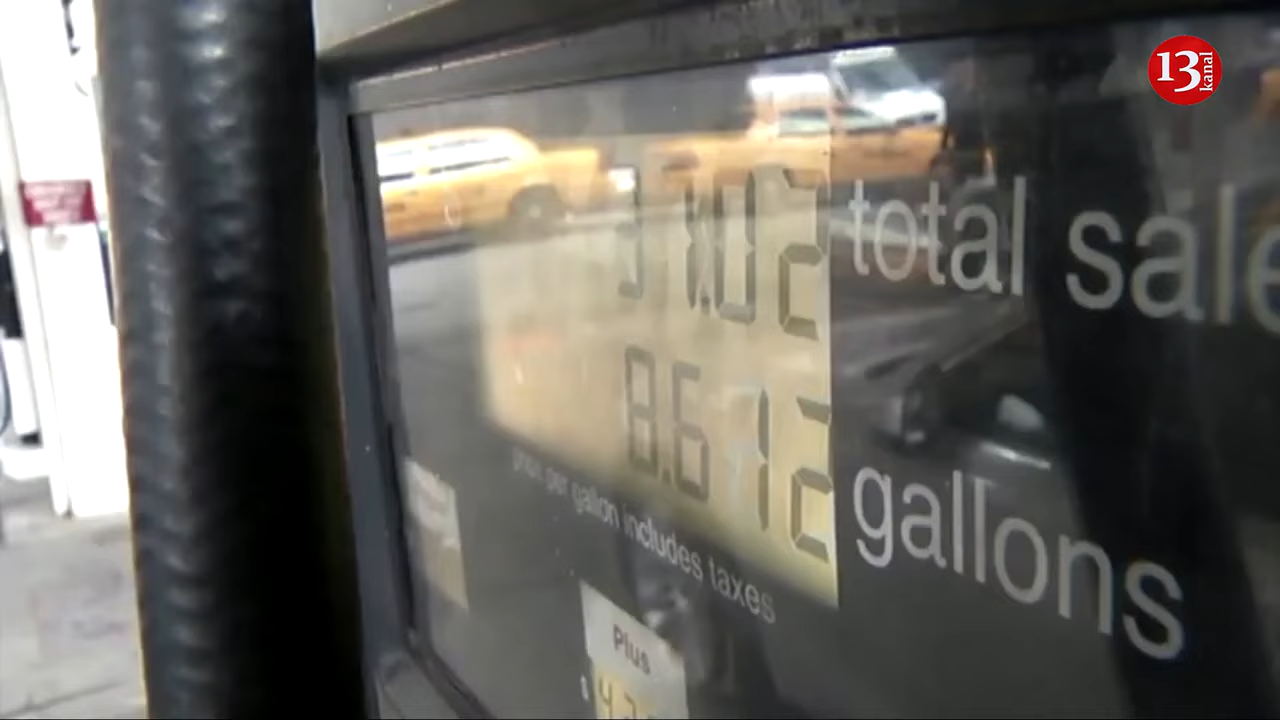 13 kanal
total sale
8.612
gallons
price per gallon includes taxes
Plus
$